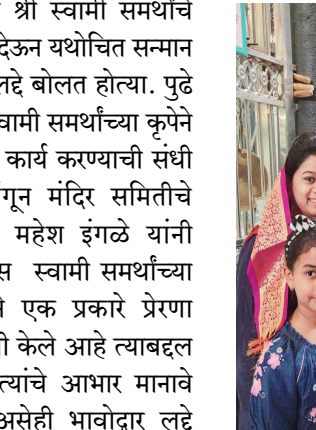 श्री स्वामी समर्थांचे
देऊन यथोचित सन्मान
लद्दे बोलत होत्या. पुढे
स्वामी समर्थांच्या कृपेने
कार्य करण्याची संधी
मंदिर समितीचे
महेश इंगळे यांनी
स्वामी समर्थांच्या
एक प्रकारे प्रेरणा
केले आहे त्याबद्दल
त्यांचे आभार मानावे
असेही भावोद्गार लद्दे